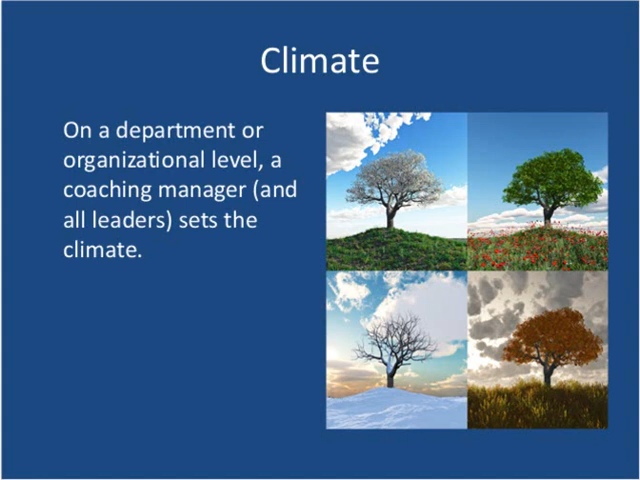 Climate
On a department or
organizational level, a
coaching manager (and
all leaders) sets the
climate.